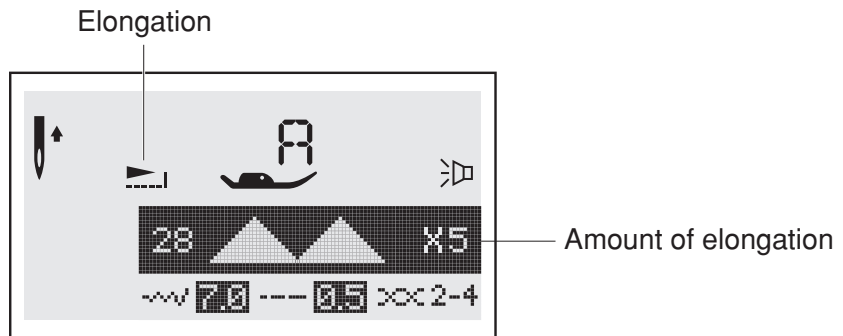 Elongation
A
28 X5
Amount of elongation
7.0 0.5 2-4